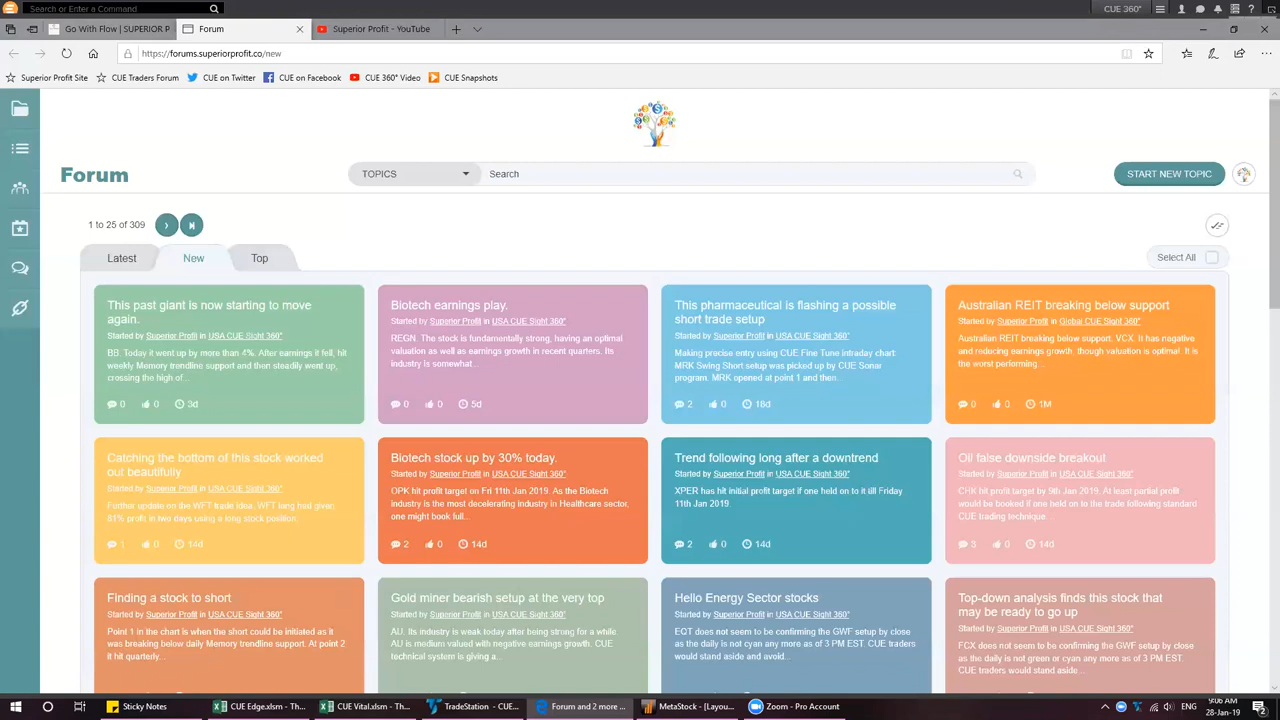 Search or Enter a Command
CUE 360°
Go With Flow | SUPERIOR P
Forum
Superior Profit - YouTube
https://forums.superiorprofit.co/new
Superior Profit Site
CUE Traders Forum
CUE on Twitter
CUE on Facebook
CUE 360° Video
CUE Snapshots
Forum
TOPICS
Search
START NEW TOPIC
1 to 25 of 309
Latest
New
Top
Select All
This past giant is now starting to move
again.
Started by Superior Profit in USA CUE Sight 360°
BB. Today it went up by more than 4%. After earnings it fell, hit
its weekly Memory trendline support and then steadily went up,
crossing the high of...
0 0 3d
Biotech earnings play.
Started by Superior Profit in USA CUE Sight 360°
REGN. The stock is fundamentally strong, having an optimal
valuation as well as earnings growth in recent quarters. Its
industry is somewhat...
0 0 5d
This pharmaceutical is flashing a possible
short trade setup
Started by Superior Profit in USA CUE Sight 360°
Making precise entry using CUE Fine Tune intraday chart:
MRK Swing Short setup was picked up by CUE Sonar
program. MRK opened at point 1 and then...
2 0 18d
Australian REIT breaking below support
Started by Superior Profit in Global CUE Sight 360°
Australian REIT breaking below support. VCX. It has negative
and reducing earnings growth, though valuation is optimal. It is
the worst performing...
0 0 1M
Catching the bottom of this stock worked
out beautifully
Started by Superior Profit in USA CUE Sight 360°
Further update on the WFT trade idea. WFT lang had given
81% profit in two days using a long stock position.
1 0 14d
Biotech stock up by 30% today.
Started by Superior Profit in USA CUE Sight 360°
OPK hit profit target on Fri 11th Jan 2019. As the Biotech
industry is the most decelerating industry in Healthcare sector,
one might book full...
2 0 14d
Trend following long after a downtrend
Started by Superior Profit in USA CUE Sight 360°
XPER has hit initial profit target if one held on to it till Friday
11th Jan 2019.
2 0 14d
Oil false downside breakout
Started by Superior Profit in USA CUE Sight 360°
CHK hit profit target by 9th Jan 2019. At least partial profit
would be booked if one held on to the trade following standard
CUE trading technique...
3 0 14d
Finding a stock to short
Started by Superior Profit in USA CUE Sight 360°
Point 1 in the chart is when the short could be initiated as it
was breaking below daily Memory trendline support. At point 2
it hit quarterly...
Gold miner bearish setup at the very top
Started by Superior Profit in USA CUE Sight 360°
AU. Its industry is weak today after being strong for a while.
AU is medium valued with negative earnings growth. CUE
technical system is giving a...
Hello Energy Sector stocks
Started by Superior Profit in USA CUE Sight 360°
EQT does not seem to be confirming the GWF setup by close
as the daily is not cyan any more as of 3 PM EST. CUE traders
would stand aside and avoid...
Top-down analysis finds this stock that
may be ready to go up
Started by Superior Profit in USA CUE Sight 360°
FCX does not seem to be confirming the GWF setup by close
as the daily is not green or cyan any more as of 3 PM EST.
CUE traders would stand aside...
Sticky Notes
CUE Edge.xlsm - Th...
CUE Vital.xlsm - Th...
TradeStation - CUE...
Forum and 2 more ...
MetaStock - [Layou...
Zoom - Pro Account
9:06 AM
28-Jan-19